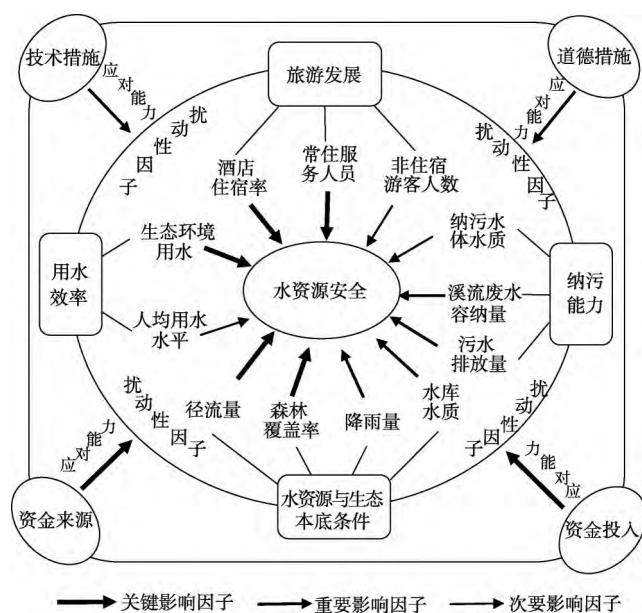 技术措施
道德措施
应对能力
应对能力
旅游发展
扰动性因子
扰动性因子
酒店
住宿率
常住服
务人员
非住宿
游客人数
生态环境
用水
纳污水
体水质
用水
效率
水资源安全
溪流废水
容纳量
纳污
能力
人均用水
水平
污水
排放量
径流量
森林
覆盖率
降雨量
水库
水质
扰动性因子
扰动性因子
应对能力
应对能力
水资源与生态
本底条件
资金来源
资金投入
关键影响因子
重要影响因子
次要影响因子